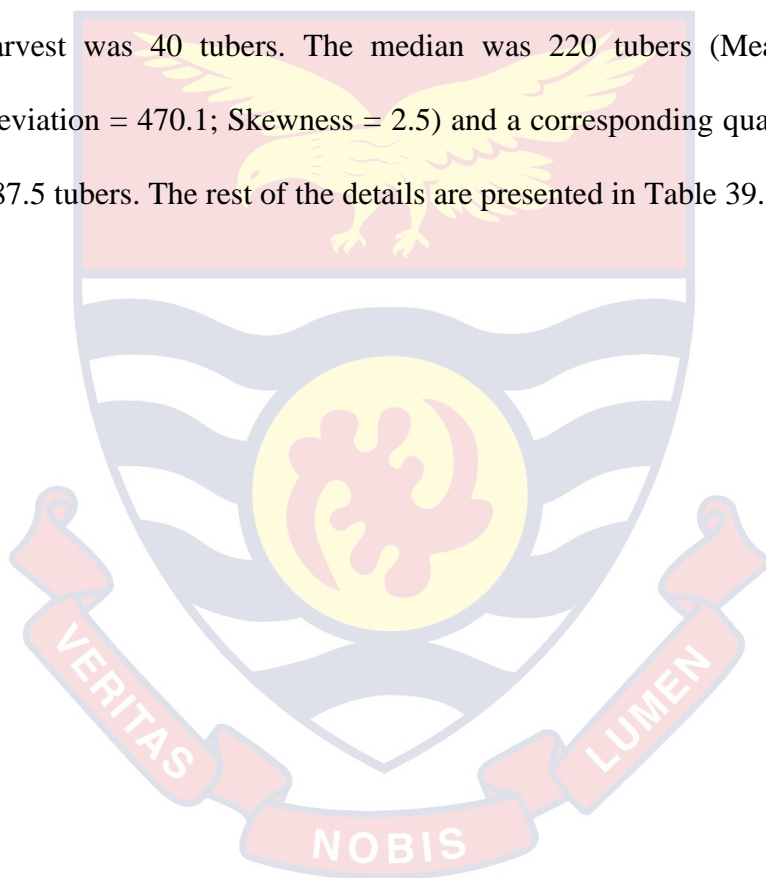 arvest was 40 tubers. The median was 220 tubers (Mea
eviation = 470.1; Skewness = 2.5) and a corresponding qua
87.5 tubers. The rest of the details are presented in Table 39.
VERITAS
NOBIS
LUMEN